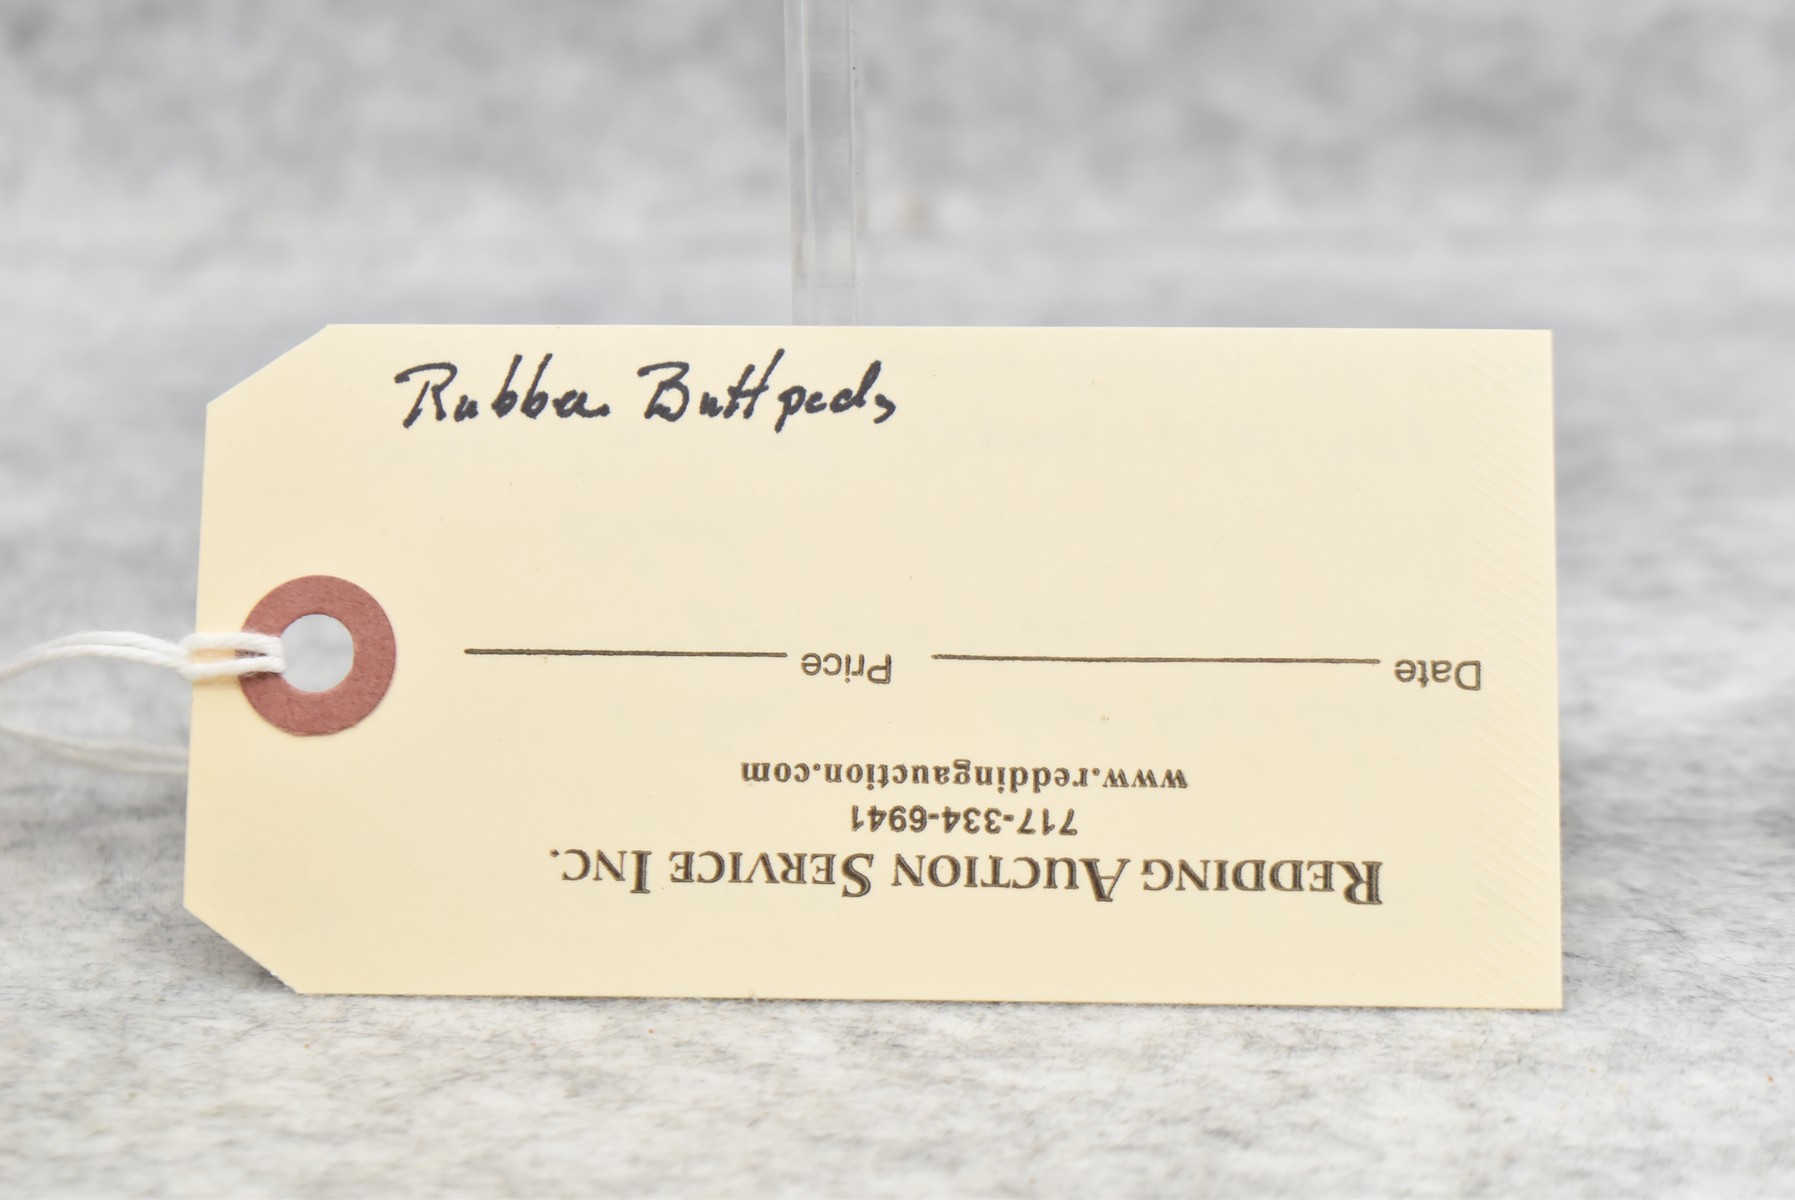 Rubber Buttpads
Date Price
www.reddingauction.com
717-334-6941
REDDING AUCTION SERVICE INC.